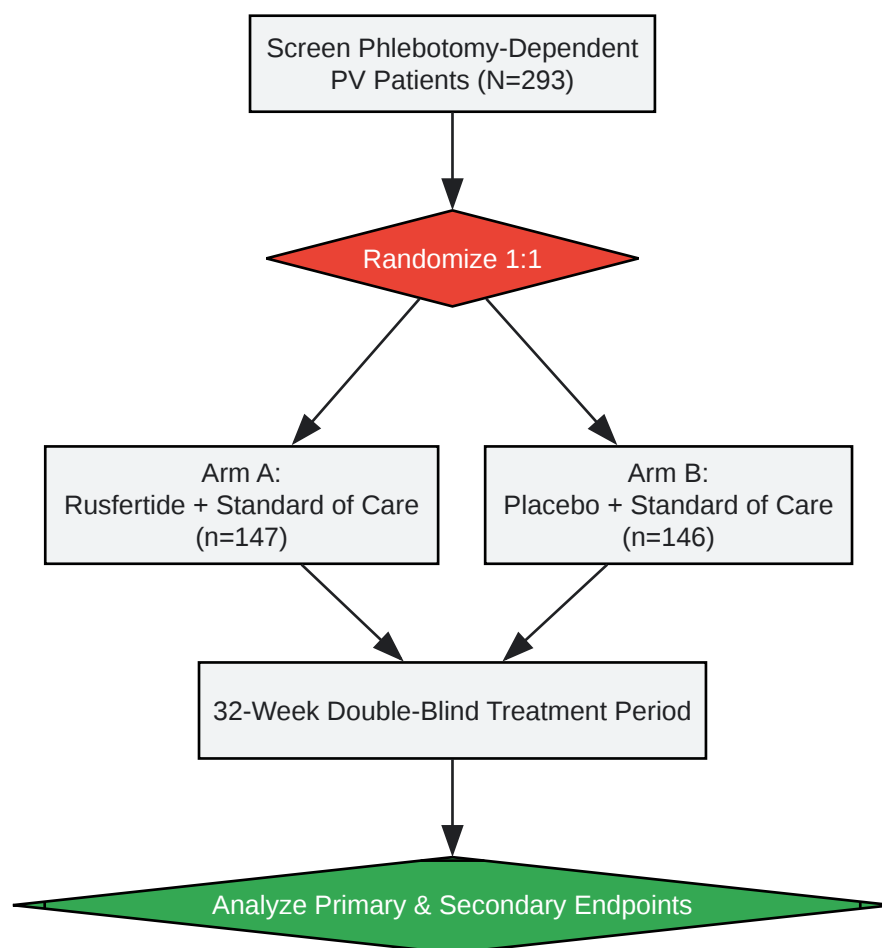 Screen Phlebotomy-Dependent
PV Patients (N=293)
Randomize 1:1
Arm A:
Rusfertide + Standard of Care
(n=147)
Arm B:
Placebo + Standard of Care
(n=146)
32-Week Double-Blind Treatment Period
Analyze Primary & Secondary Endpoints